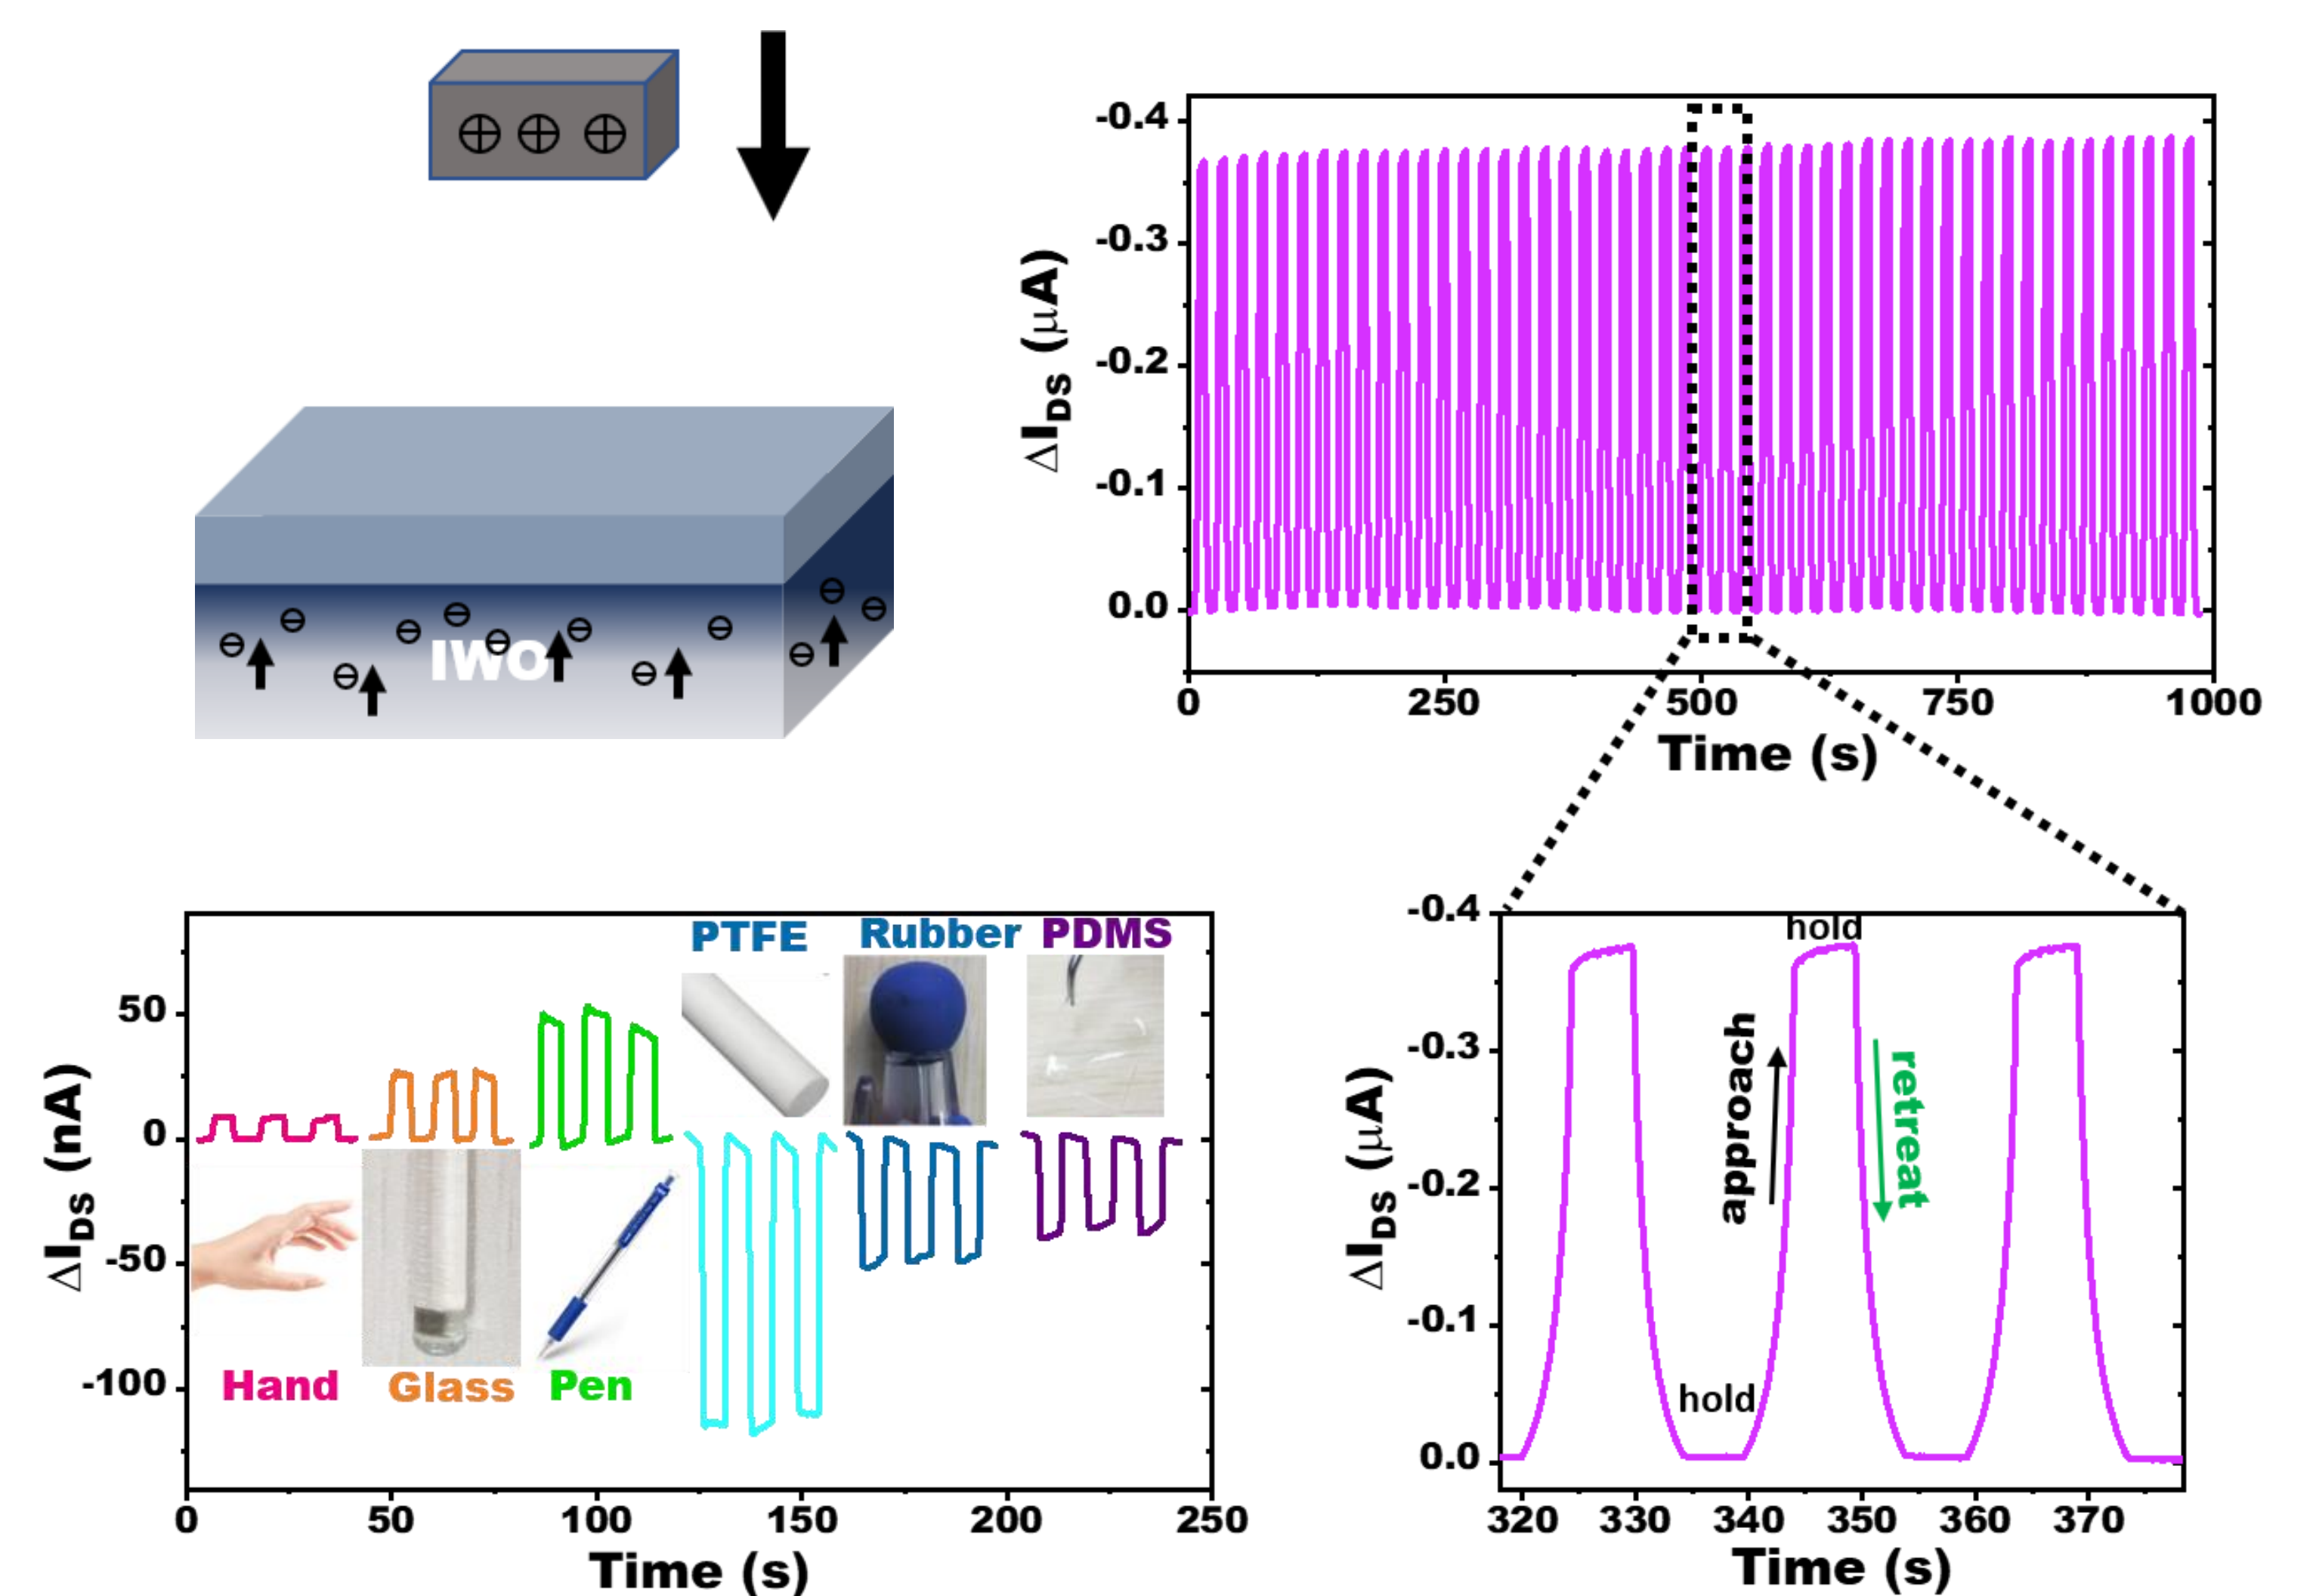 IWO
-0.4
-0.3
-0.2
-0.1
0.0
ΔIDS (μA)
0 250 500 750 1000
Time (s)
PTFE Rubber PDMS
50
0
-50
-100
ΔIDS (nA)
Hand Glass Pen
0 50 100 150 200 250
Time (s)
-0.4
-0.3
-0.2
-0.1
0.0
ΔIDS (μA)
hold
approach
retreat
hold
320 330 340 350 360 370
Time (s)